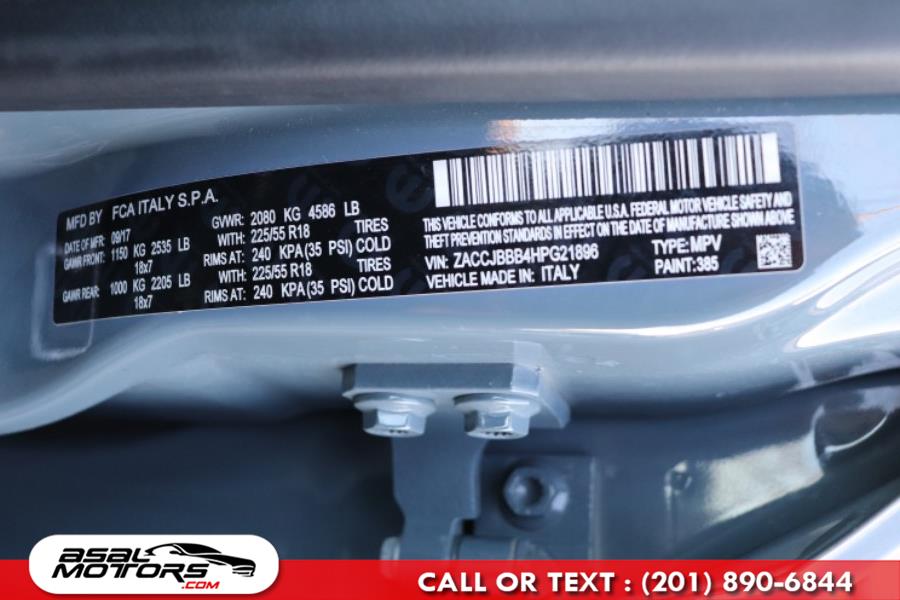 MFD BY FCA ITALY S.P.A.
DATE OF MFR: 09/17 GVWR: 2080 KG 4586 LB
GAWR FRONT: 1150 KG 2535 LB WITH: 225/55 R18 TIRES
18x7 RIMS AT: 240 KPA(35 PSI) COLD
GAWR REAR: 1000 KG 2205 LB WITH: 225/55 R18 TIRES
18x7 RIMS AT: 240 KPA(35 PSI) COLD
THIS VEHICLE CONFORMS TO ALL APPLICABLE U.S.A. FEDERAL MOTOR VEHICLE SAFETY AND
THEFT PREVENTION STANDARDS IN EFFECT ON THE DATE OF MANUFACTURE SHOWN ABOVE.
VIN: ZACCJBBB4HPG21896 TYPE: MPV
VEHICLE MADE IN: ITALY PAINT: 385
ASAL
MOTORS.COM
CALL OR TEXT : (201) 890-6844